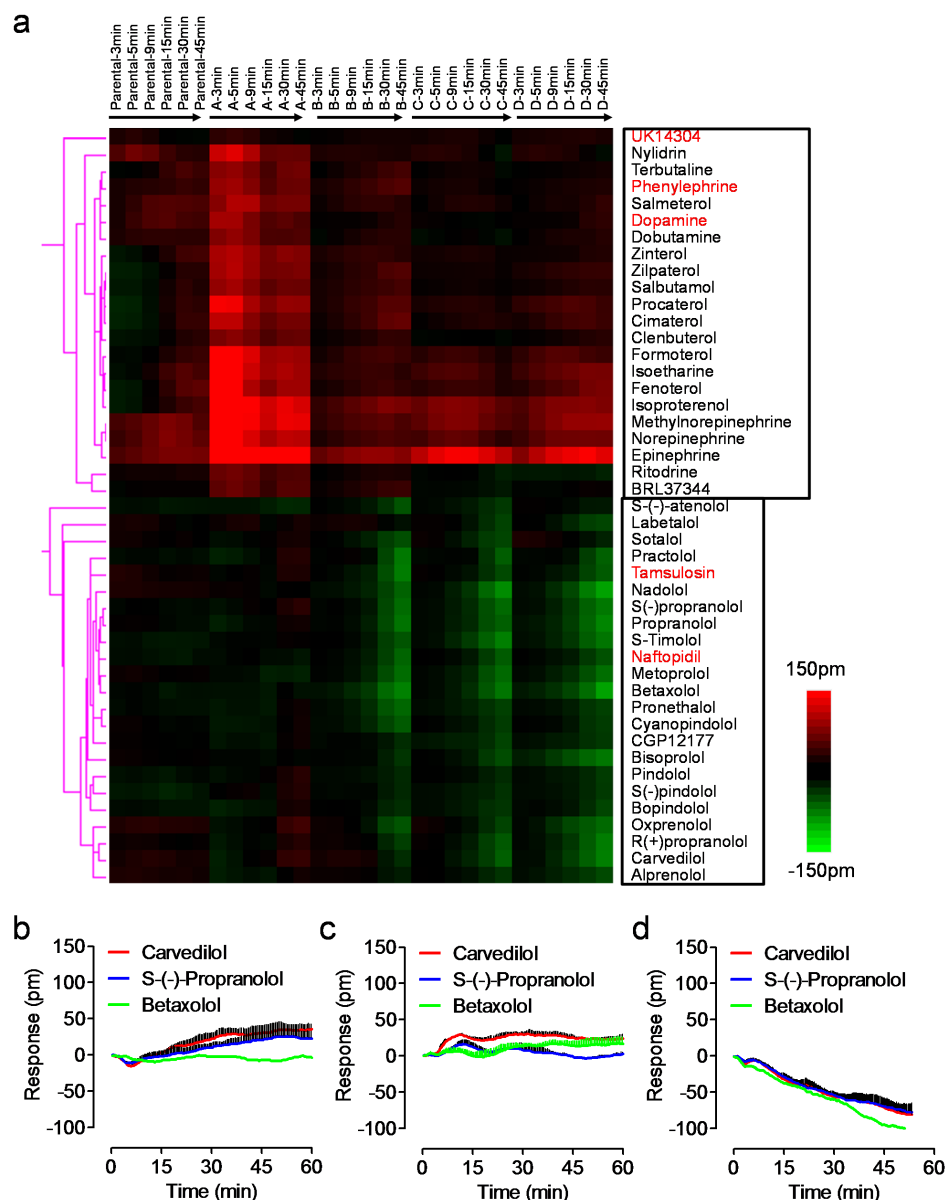 a
Parental-3min
Parental-5min
Parental-9min
Parental-15min
Parental-30min
Parental-45min
A-3min
A-5min
A-9min
A-15min
A-30min
A-45min
B-3min
B-5min
B-9min
B-15min
B-30min
B-45min
C-3min
C-5min
C-9min
C-15min
C-30min
C-45min
D-3min
D-5min
D-9min
D-15min
D-30min
D-45min
UK14304
Nylidrin
Terbutaline
Phenylephrine
Salmeterol
Dopamine
Dobutamine
Zinterol
Zilpaterol
Salbutamol
Procaterol
Cimaterol
Clenbuterol
Formoterol
Isoetharine
Fenoterol
Isoproterenol
Methylnorepinephrine
Norepinephrine
Epinephrine
Ritodrine
BRL37344
S-(-)-atenolol
Labetalol
Sotalol
Practolol
Tamsulosin
Nadolol
S(-)propranolol
Propranolol
S-Timolol
Naftopidil
Metoprolol
Betaxolol
Pronethalol
Cyanopindolol
CGP12177
Bisoprolol
Pindolol
S(-)pindolol
Bopindolol
Oxprenolol
R(+)propranolol
Carvedilol
Alprenolol
150pm
-150pm
b
Response (pm)
150
100
50
0
-50
-100
Carvedilol
S-(-)-Propranolol
Betaxolol
0 15 30 45 60
Time (min)
c
Response (pm)
150
100
50
0
-50
-100
Carvedilol
S-(-)-Propranolol
Betaxolol
0 15 30 45 60
Time (min)
d
Response (pm)
150
100
50
0
-50
-100
Carvedilol
S-(-)-Propranolol
Betaxolol
0 15 30 45 60
Time (min)